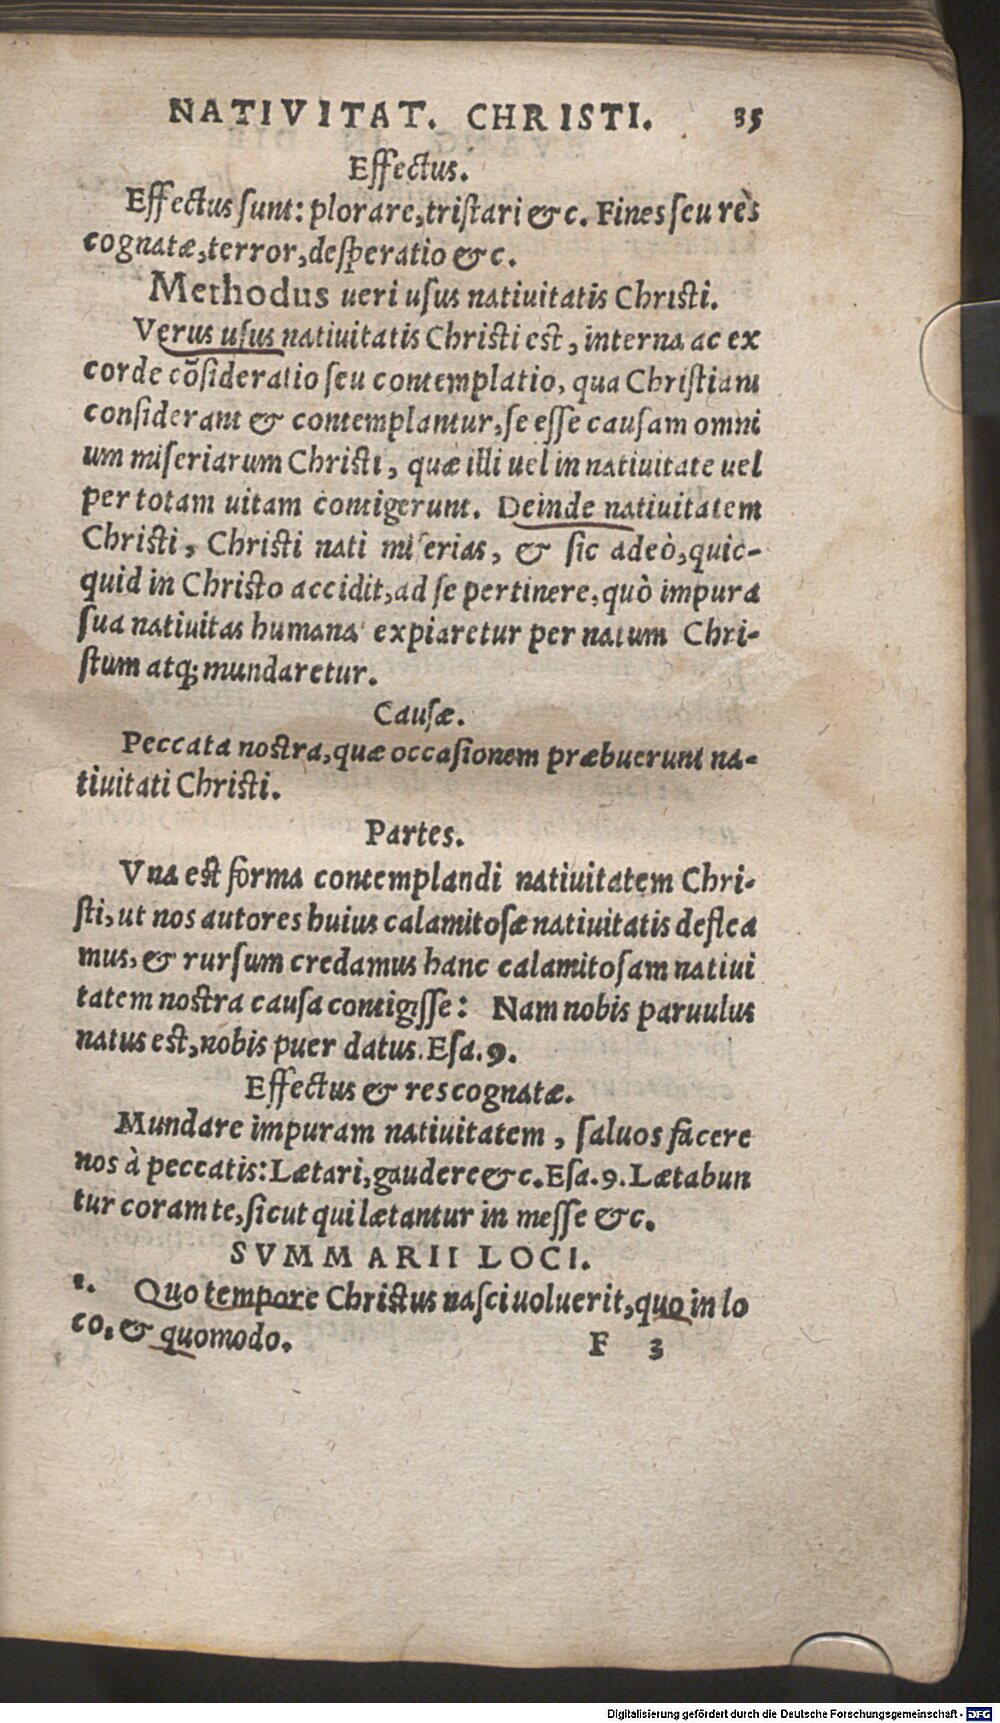 NATIVITAT. CHRISTI. 35
Effectus.
Effectus ſunt: plorare, triſtari &c. Fines ſeu res
cognatæ, terror, deſperatio &c.
Methodus ueri uſus natiuitatis Chriſti.
Verus uſus natiuitatis Chriſti est, interna ac ex
corde cõſideratio ſeu contemplatio, qua Chriſtiani
conſiderant & contemplantur, ſe eſſe cauſam omni
um miſeriarum Chriſti, quæ illi uel in natiuitate uel
per totam uitam contigerunt. Deinde natiuitatem
Chriſti, Chriſti nati miſerias, & ſic adeò, quic-
quid in Chriſto accidit, ad ſe pertinere, quò impura
ſua natiuitas humana expiaretur per natum Chri-
ſtum atq; mundaretur.
Cauſæ.
Peccata noſtra, quæ occaſionem præbuerunt na-
tiuitati Chriſti.
Partes.
Vna eſt forma contemplandi natiuitatem Chri-
ſti, ut nos autores huius calamitoſæ natiuitatis deflea
mus, & rurſum credamus hanc calamitoſam natiui
tatem noſtra cauſa contigiſſe: Nam nobis paruulus
natus eſt, nobis puer datus. Eſa. 9.
Effectus & res cognatæ.
Mundare impuram natiuitatem, ſaluos facere
nos à peccatis: Lætari, gaudere &c. Eſa. 9. Lætabun
tur coram te, ſicut qui lætantur in meſſe &c.
SVMMARII LOCI.
1. Quo tempore Chriſtus naſci uoluerit, quo in lo
co, & quomodo. F 3
Digitalisierung gefördert durch die Deutsche Forschungsgemeinschaft - DFG